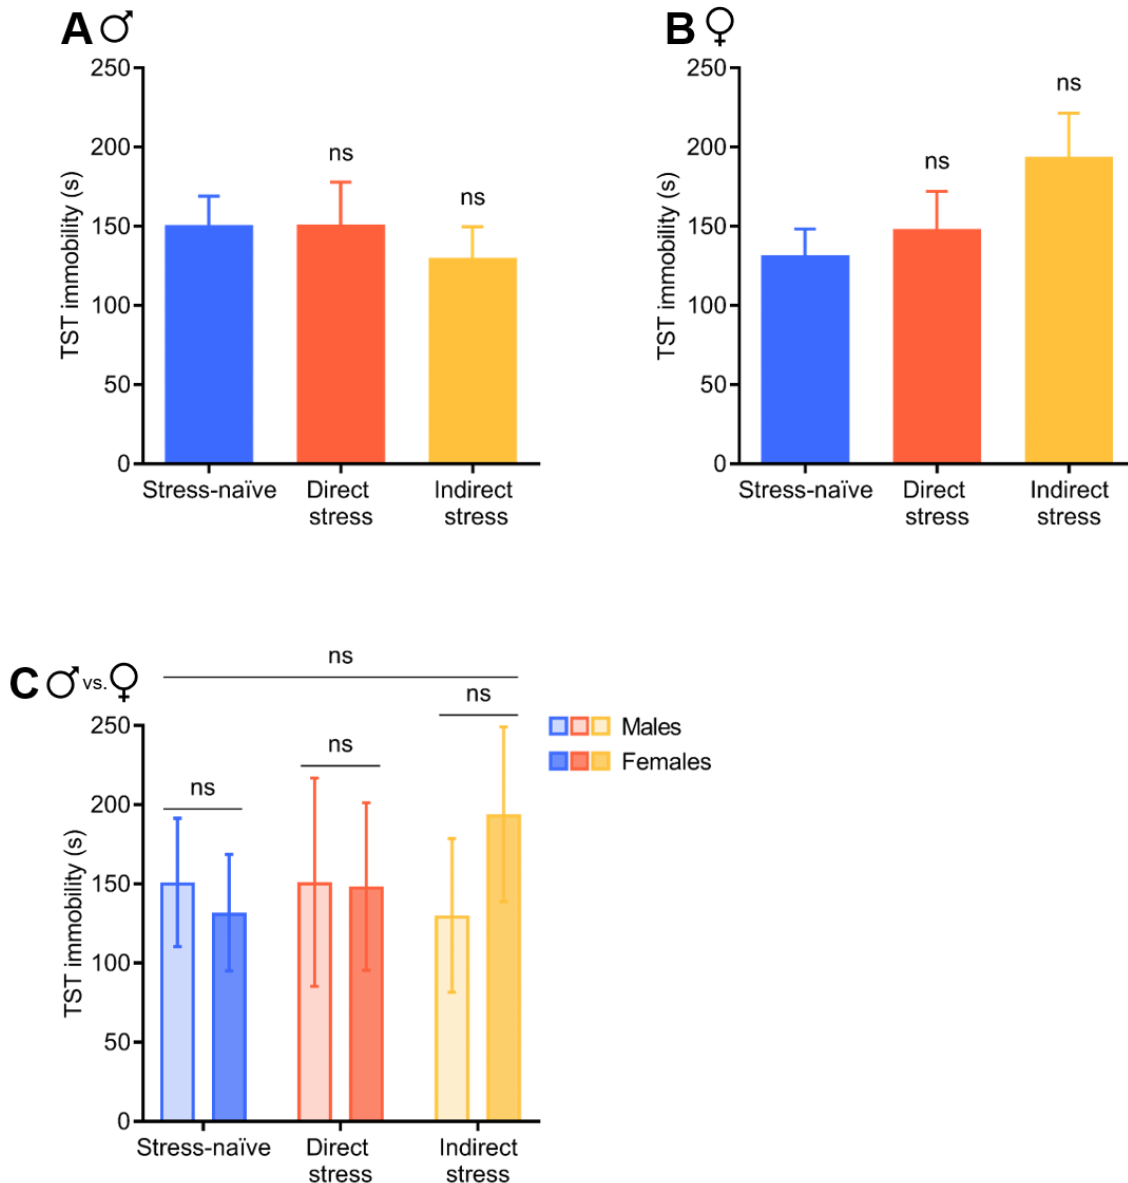 A ♂
250
200
150
100
50
0
TST immobility (s)
ns
ns
Stress-naïve
Direct
stress
Indirect
stress
B ♀
250
200
150
100
50
0
TST immobility (s)
ns
ns
Stress-naïve
Direct
stress
Indirect
stress
C ♂ vs. ♀
ns
ns
ns
ns
Males
Females
250
200
150
100
50
0
TST immobility (s)
Stress-naïve
Direct
stress
Indirect
stress